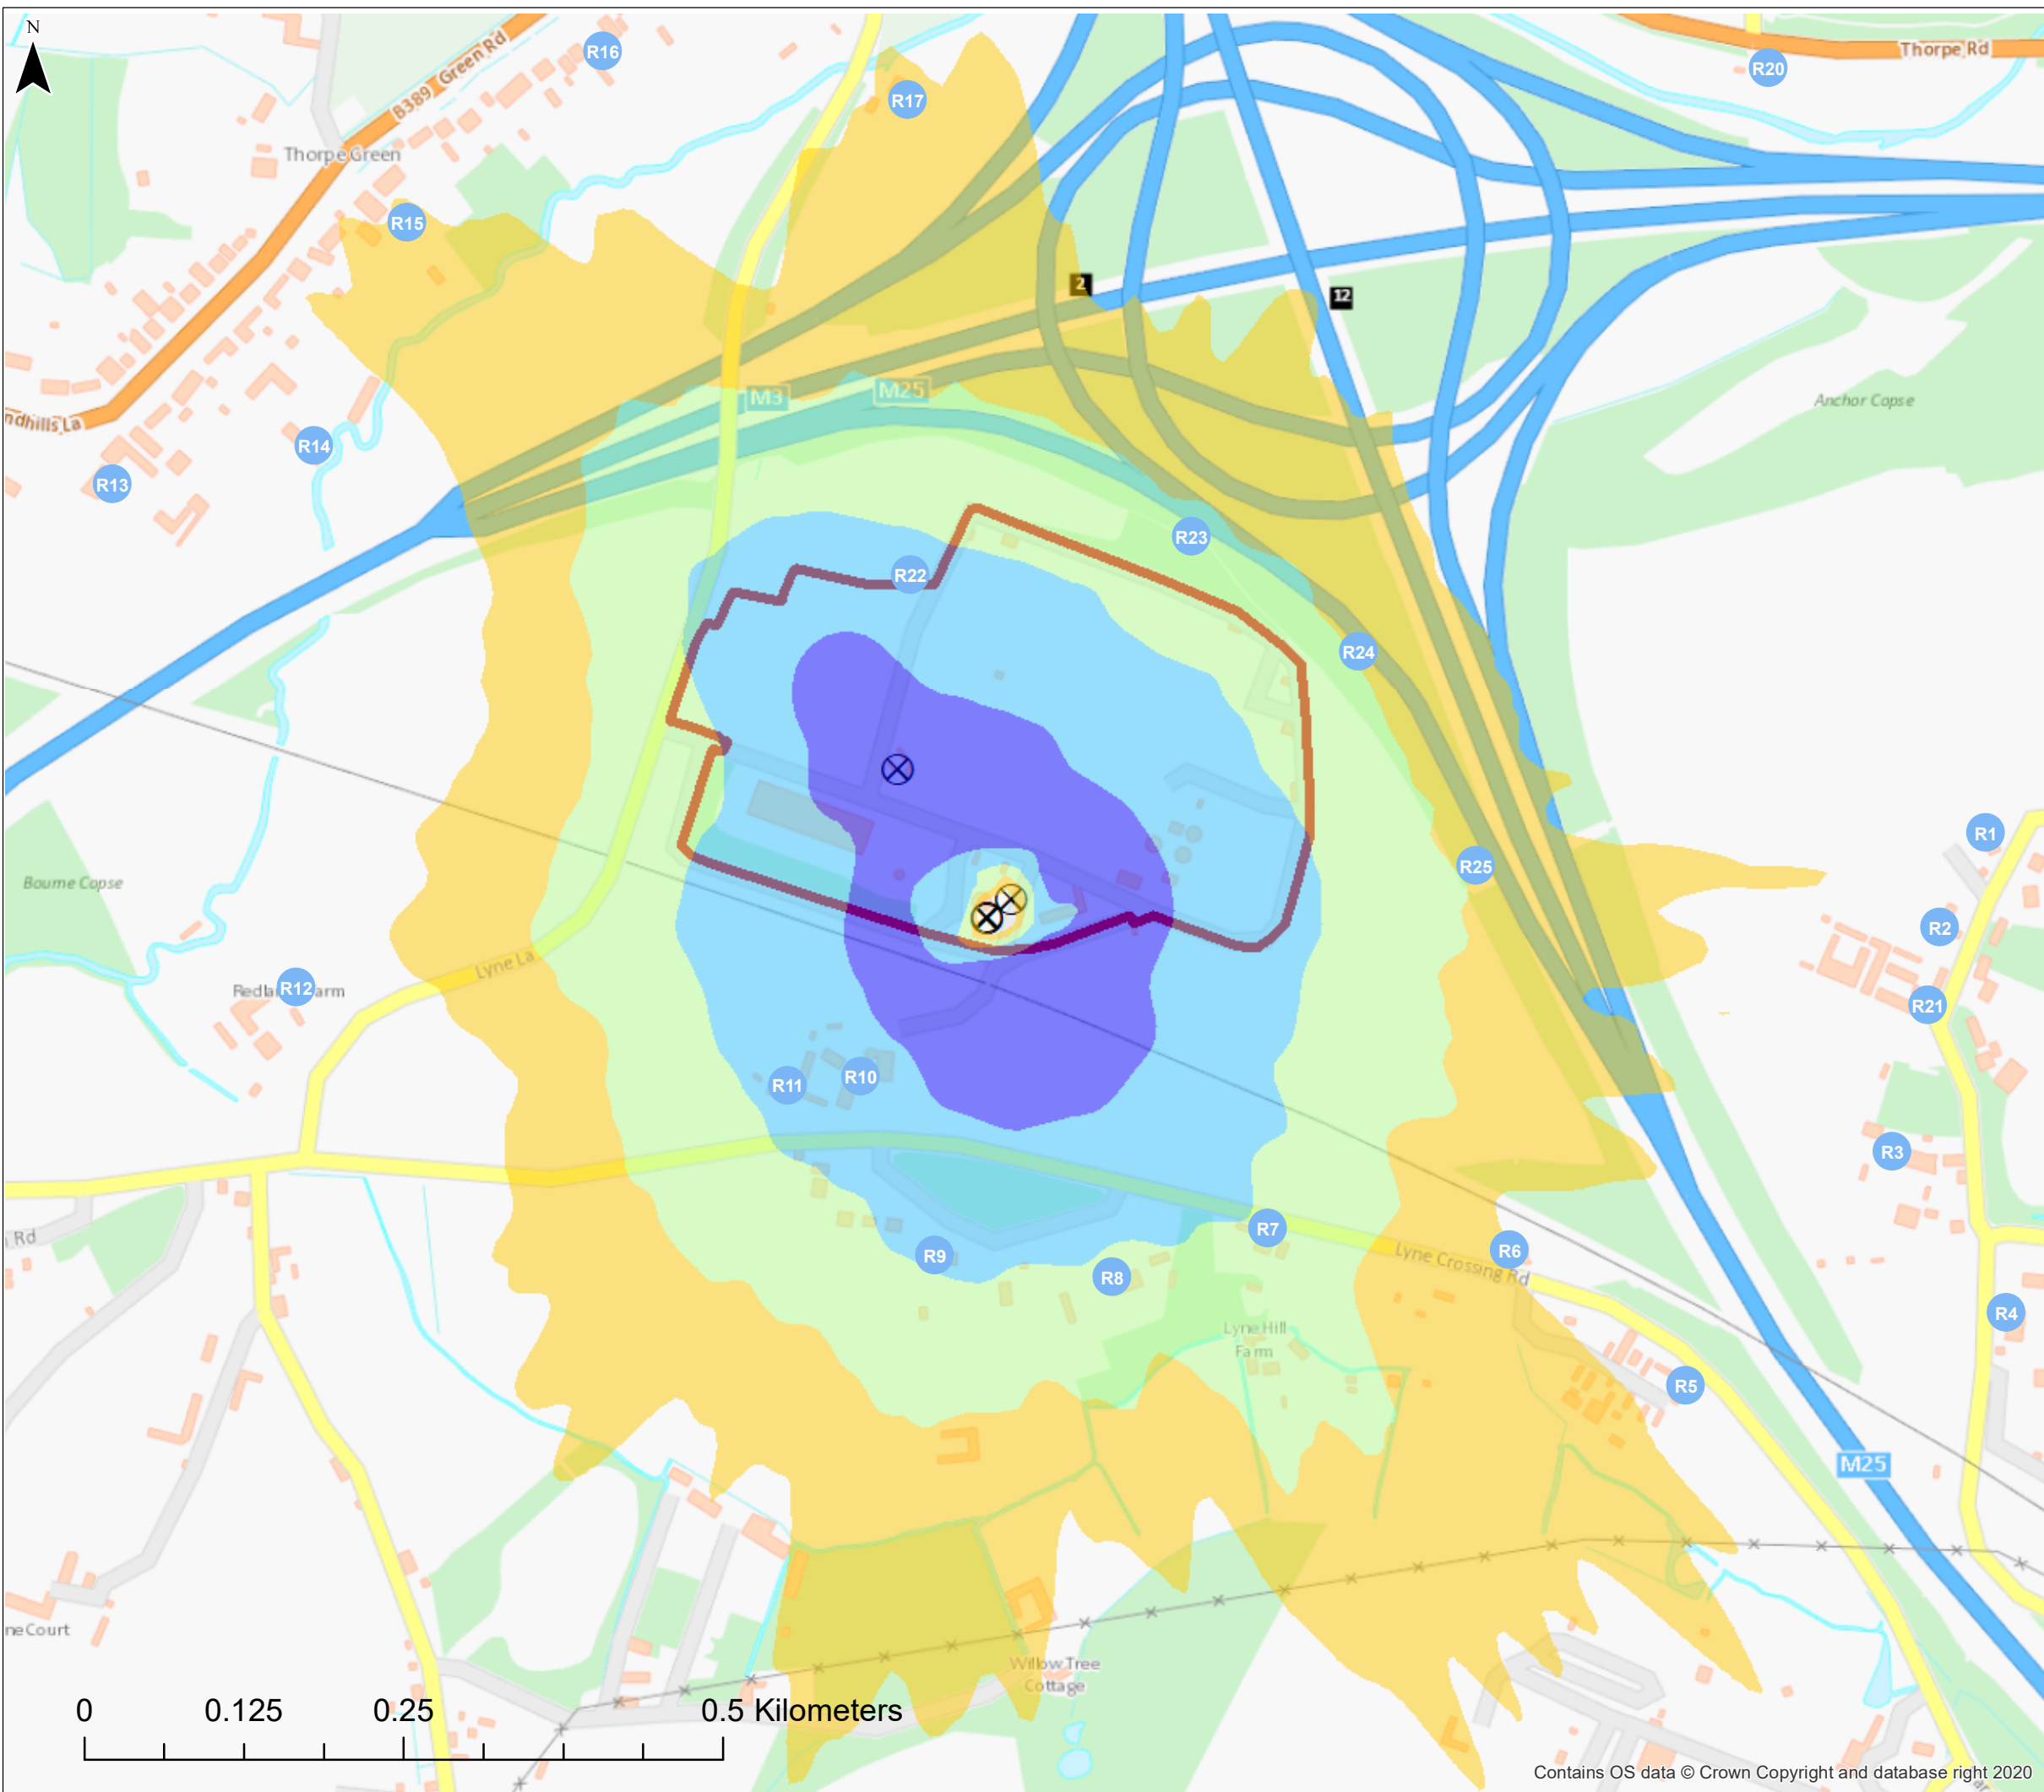 N
R16
B389 Green Rd
R17
R20
Thorpe Rd
Thorpe Green
R15
2
12
M3
M25
Anchor Copse
ndhills La
R14
R13
R23
R22
R24
R1
R25
Bourne Copse
R2
Lyne La
R12
R21
R11
R10
R3
Rd
R7
R6
R9
R8
Lyne Crossing Rd
R4
Lyne Hill
Farm
R5
M25
ne Court
Willow Tree
Cottage
0 0.125 0.25 0.5 Kilometers
Contains OS data © Crown Copyright and database right 2020